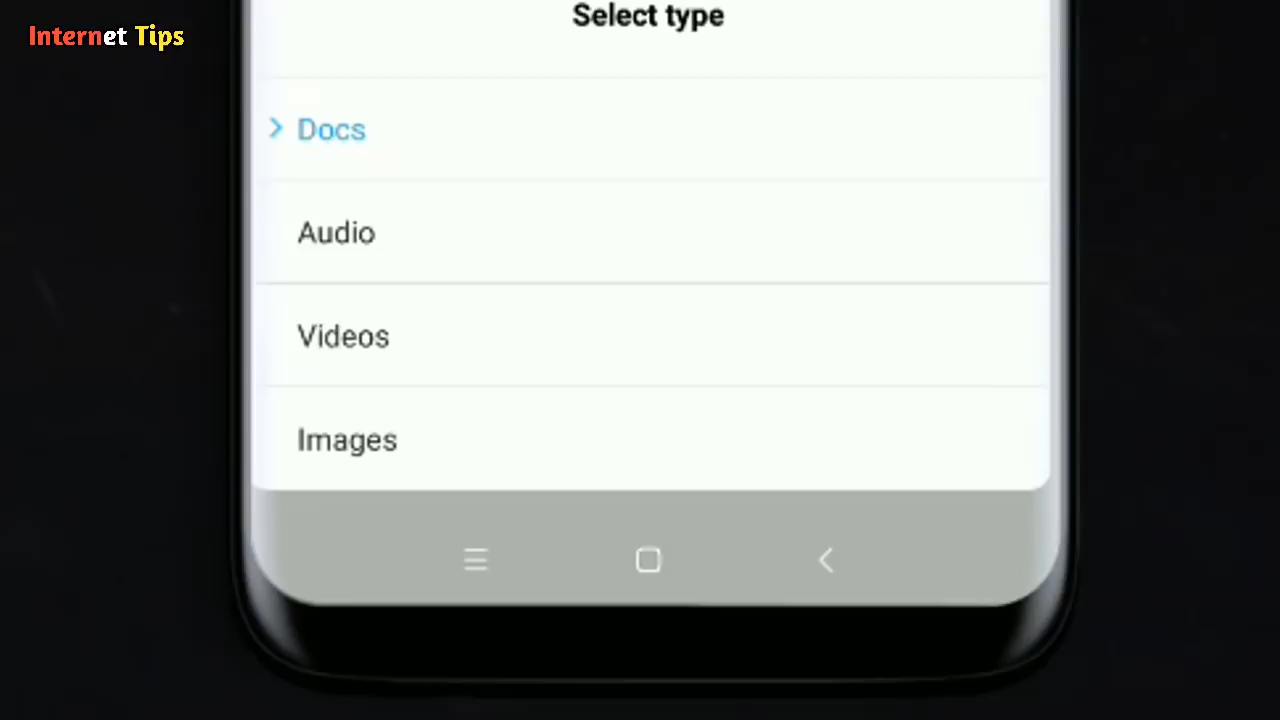 Internet Tips
Select type
Docs
Audio
Videos
Images